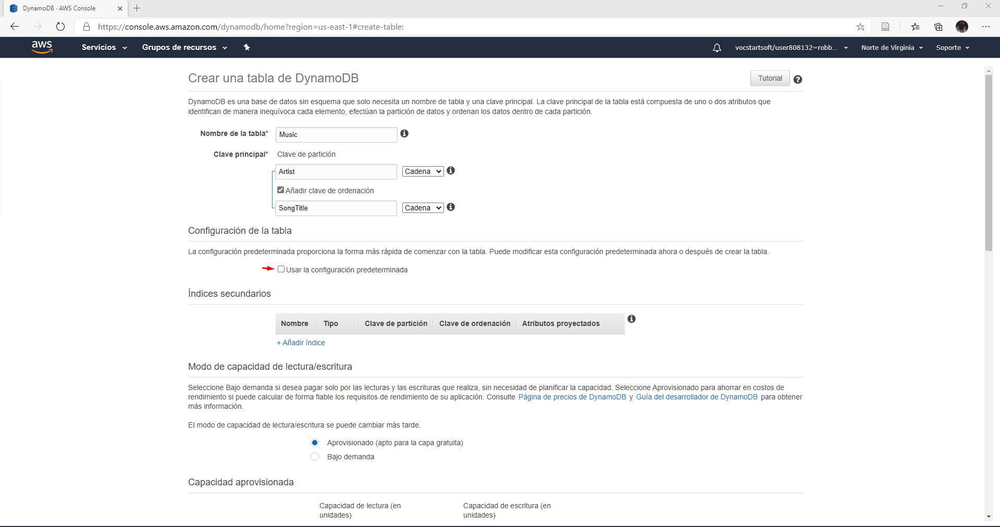 DynamoDB · AWS Console
https://console.aws.amazon.com/dynamodb/home?region=us-east-1#create-table:
aws
Servicios
Grupos de recursos
vocstartsoft/user808132=robb...
Norte de Virginia
Soporte
Crear una tabla de DynamoDB
Tutorial
DynamoDB es una base de datos sin esquema que solo necesita un nombre de tabla y una clave principal. La clave principal de la tabla está compuesta de uno o dos atributos que
identifican de manera inequívoca cada elemento, efectúan la partición de datos y ordenan los datos dentro de cada partición.
Nombre de la tabla*
Music
Clave principal*
Clave de partición
Artist
Cadena
Añadir clave de ordenación
SongTitle
Cadena
Configuración de la tabla
La configuración predeterminada proporciona la forma más rápida de comenzar con la tabla. Puede modificar esta configuración predeterminada ahora o después de crear la tabla.
Usar la configuración predeterminada
Índices secundarios
Nombre
Tipo
Clave de partición
Clave de ordenación
Atributos proyectados
+ Añadir índice
Modo de capacidad de lectura/escritura
Seleccione Bajo demanda si desea pagar solo por las lecturas y las escrituras que realiza, sin necesidad de planificar la capacidad. Seleccione Aprovisionado para ahorrar en costos de
rendimiento si puede calcular de forma fiable los requisitos de rendimiento de su aplicación. Consulte Página de precios de DynamoDB y Guía del desarrollador de DynamoDB para obtener
más información.
El modo de capacidad de lectura/escritura se puede cambiar más tarde.
Aprovisionado (apto para la capa gratuita)
Bajo demanda
Capacidad aprovisionada
Capacidad de lectura (en
unidades)
Capacidad de escritura (en
unidades)